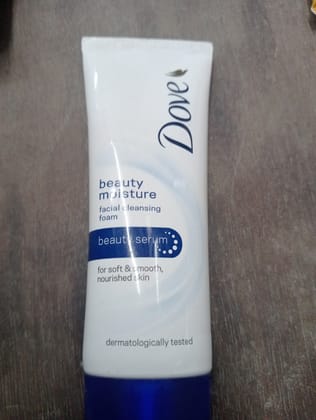 Dove
beauty
moisture
facial cleansing
foam
beauty serum
for soft & smooth,
nourished skin
dermatologically tested